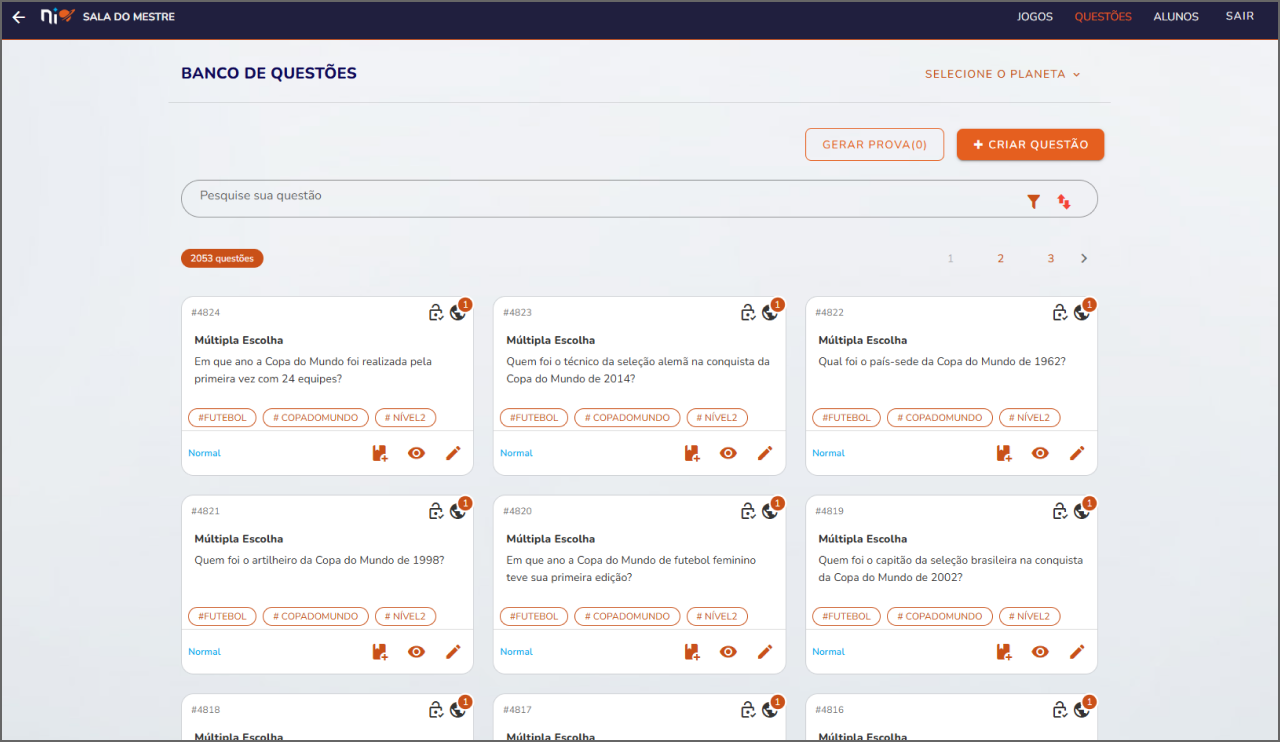 ni SALA DO MESTRE JOGOS QUESTÕES ALUNOS SAIR
BANCO DE QUESTÕES SELECIONE O PLANETA
GERAR PROVA(0) + CRIAR QUESTÃO
Pesquise sua questão
2053 questões 1 2 3
#4824 1
Múltipla Escolha
Em que ano a Copa do Mundo foi realizada pela
primeira vez com 24 equipes?
#FUTEBOL # COPADOMUNDO # NÍVEL2
Normal
#4823 1
Múltipla Escolha
Quem foi o técnico da seleção alemã na conquista da
Copa do Mundo de 2014?
#FUTEBOL # COPADOMUNDO # NÍVEL2
Normal
#4822 1
Múltipla Escolha
Qual foi o país-sede da Copa do Mundo de 1962?
#FUTEBOL # COPADOMUNDO # NÍVEL2
Normal
#4821 1
Múltipla Escolha
Quem foi o artilheiro da Copa do Mundo de 1998?
#FUTEBOL # COPADOMUNDO # NÍVEL2
Normal
#4820 1
Múltipla Escolha
Em que ano a Copa do Mundo de futebol feminino
teve sua primeira edição?
#FUTEBOL # COPADOMUNDO # NÍVEL2
Normal
#4819 1
Múltipla Escolha
Quem foi o capitão da seleção brasileira na conquista
da Copa do Mundo de 2002?
#FUTEBOL # COPADOMUNDO # NÍVEL2
Normal
#4818 1
Múltipla Escolha
#4817 1
Múltipla Escolha
#4816 1
Múltipla Escolha